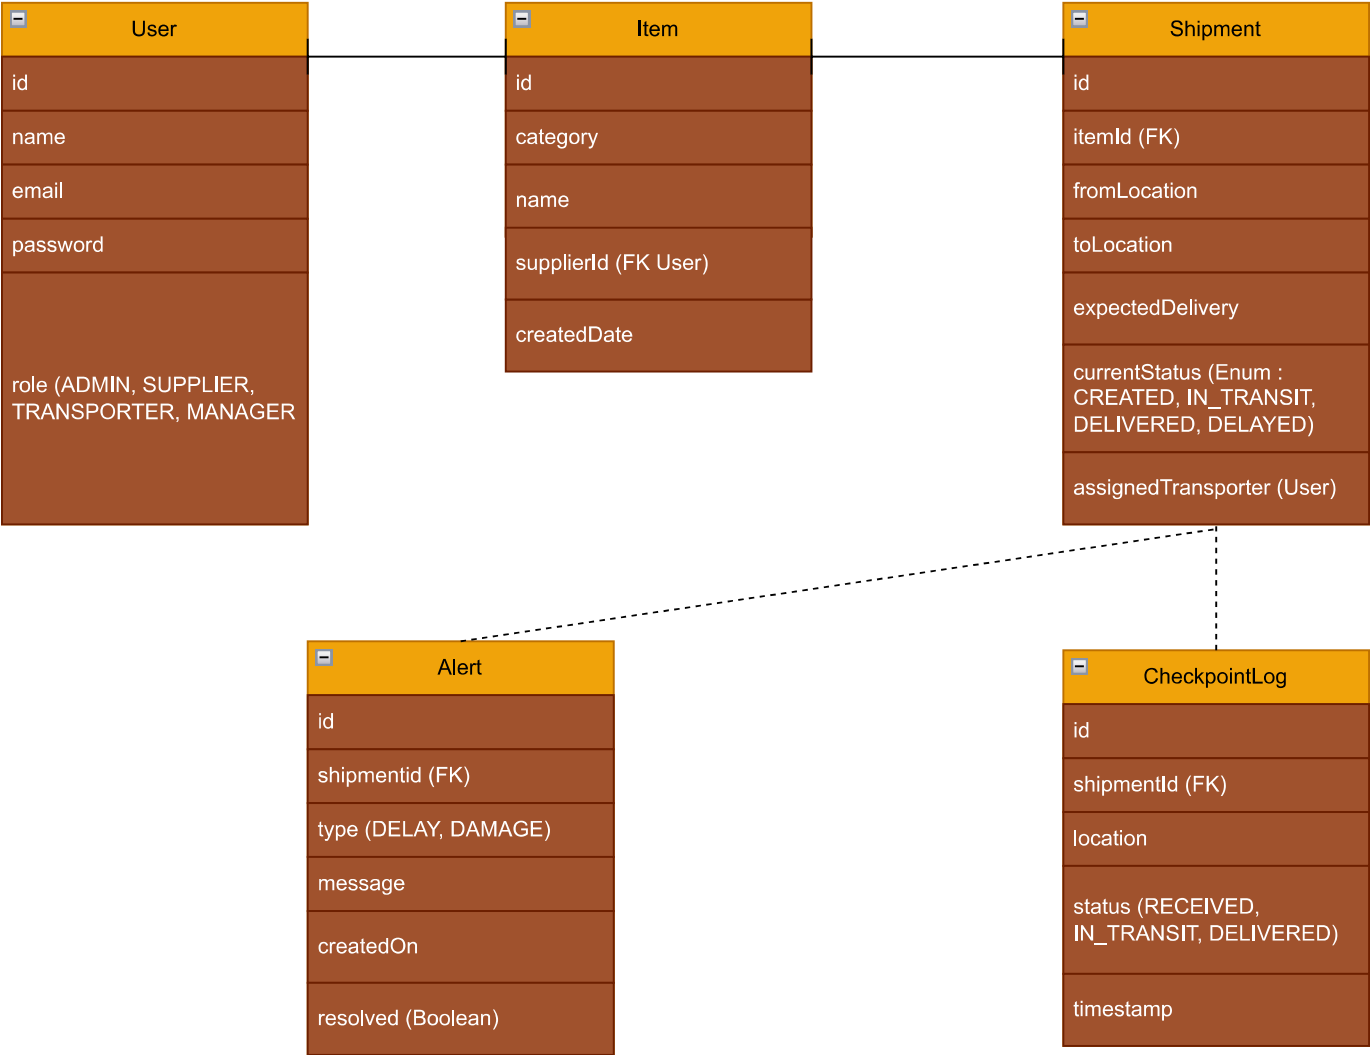 User
id
name
email
password
role (ADMIN, SUPPLIER,
TRANSPORTER, MANAGER
Item
id
category
name
supplierId (FK User)
createdDate
Shipment
id
itemId (FK)
fromLocation
toLocation
expectedDelivery
currentStatus (Enum :
CREATED, IN_TRANSIT,
DELIVERED, DELAYED)
assignedTransporter (User)
Alert
id
shipmentid (FK)
type (DELAY, DAMAGE)
message
createdOn
resolved (Boolean)
CheckpointLog
id
shipmentId (FK)
location
status (RECEIVED,
IN_TRANSIT, DELIVERED)
timestamp